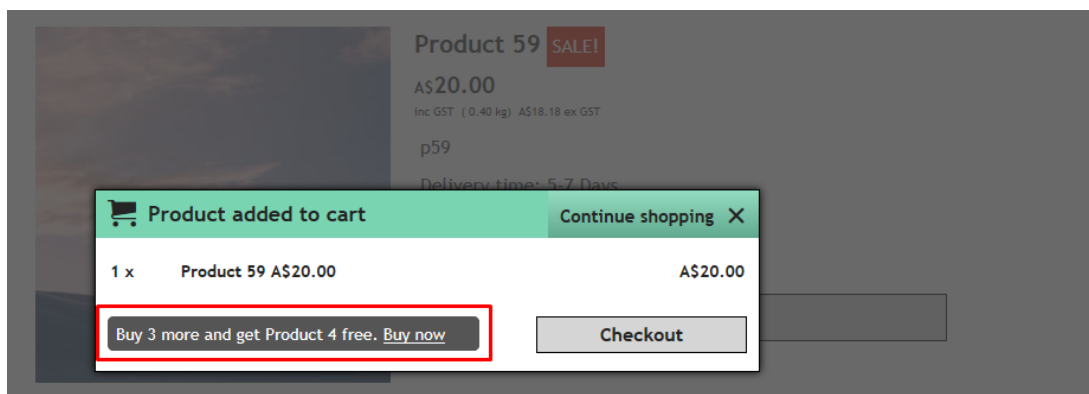 Product 59 SALE!
A$20.00
inc GST ( 0.40 kg) A$18.18 ex GST
p59
Delivery time: 5-7 Days
Product added to cart
Continue shopping ✕
1 x Product 59 A$20.00 A$20.00
Buy 3 more and get Product 4 free. Buy now
Checkout